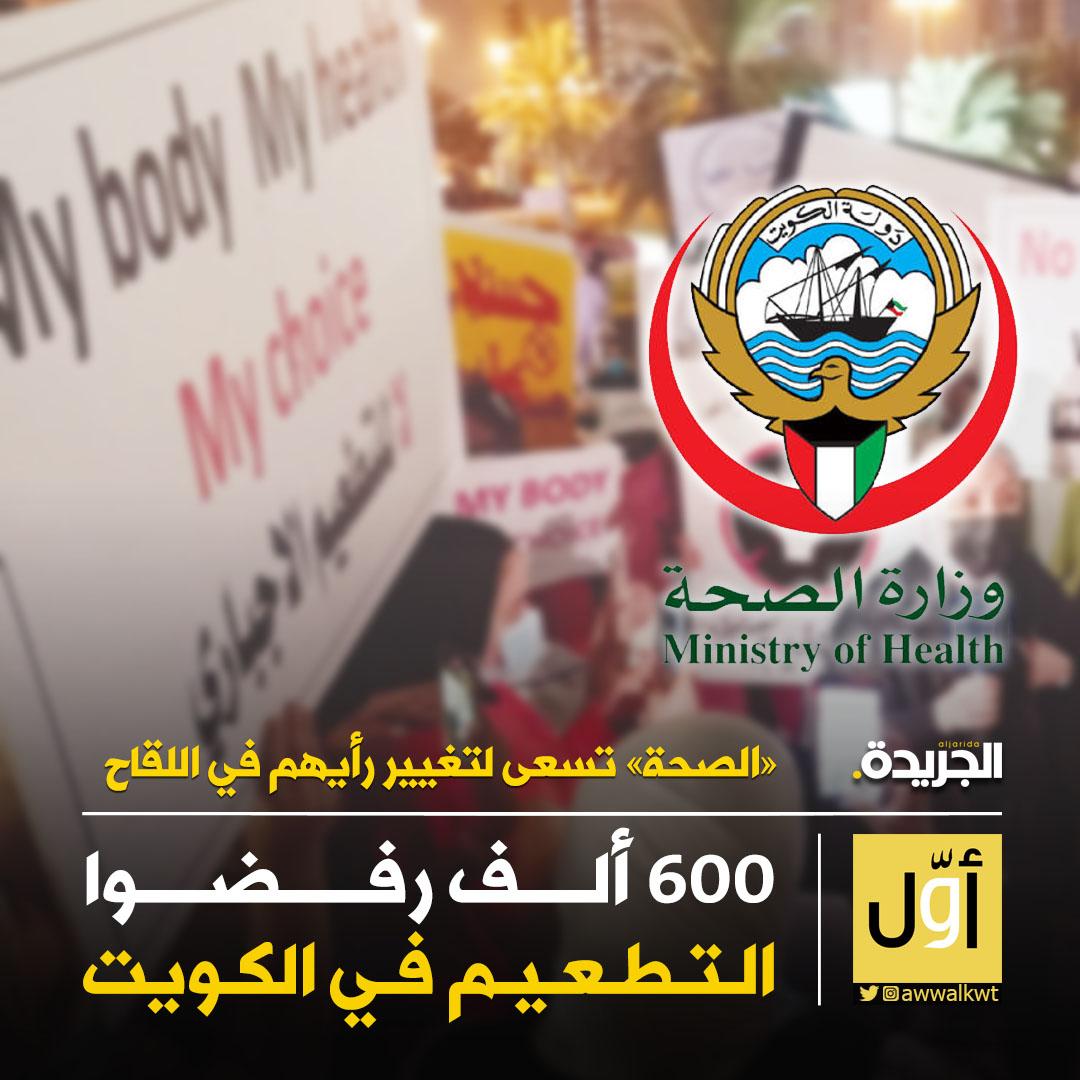 My body My health
My choice
لا للتطعيم الاجباري
MY BODY
CHOICE
No
دولة الكويت
وزارة الصحة
Ministry of Health
aljarida
الجريدة.
«الصحة» تسعى لتغيير رأيهم في اللقاح
600 ألف رفضوا
التطعيم في الكويت
أوّل
awwalkwt